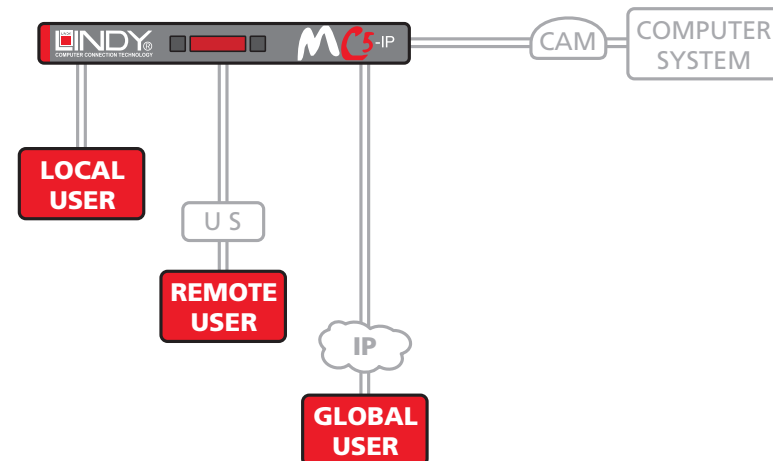 LINDY®
COMPUTER CONNECTION TECHNOLOGY
MC5-IP
CAM
COMPUTER
SYSTEM
LOCAL
USER
U S
REMOTE
USER
IP
GLOBAL
USER